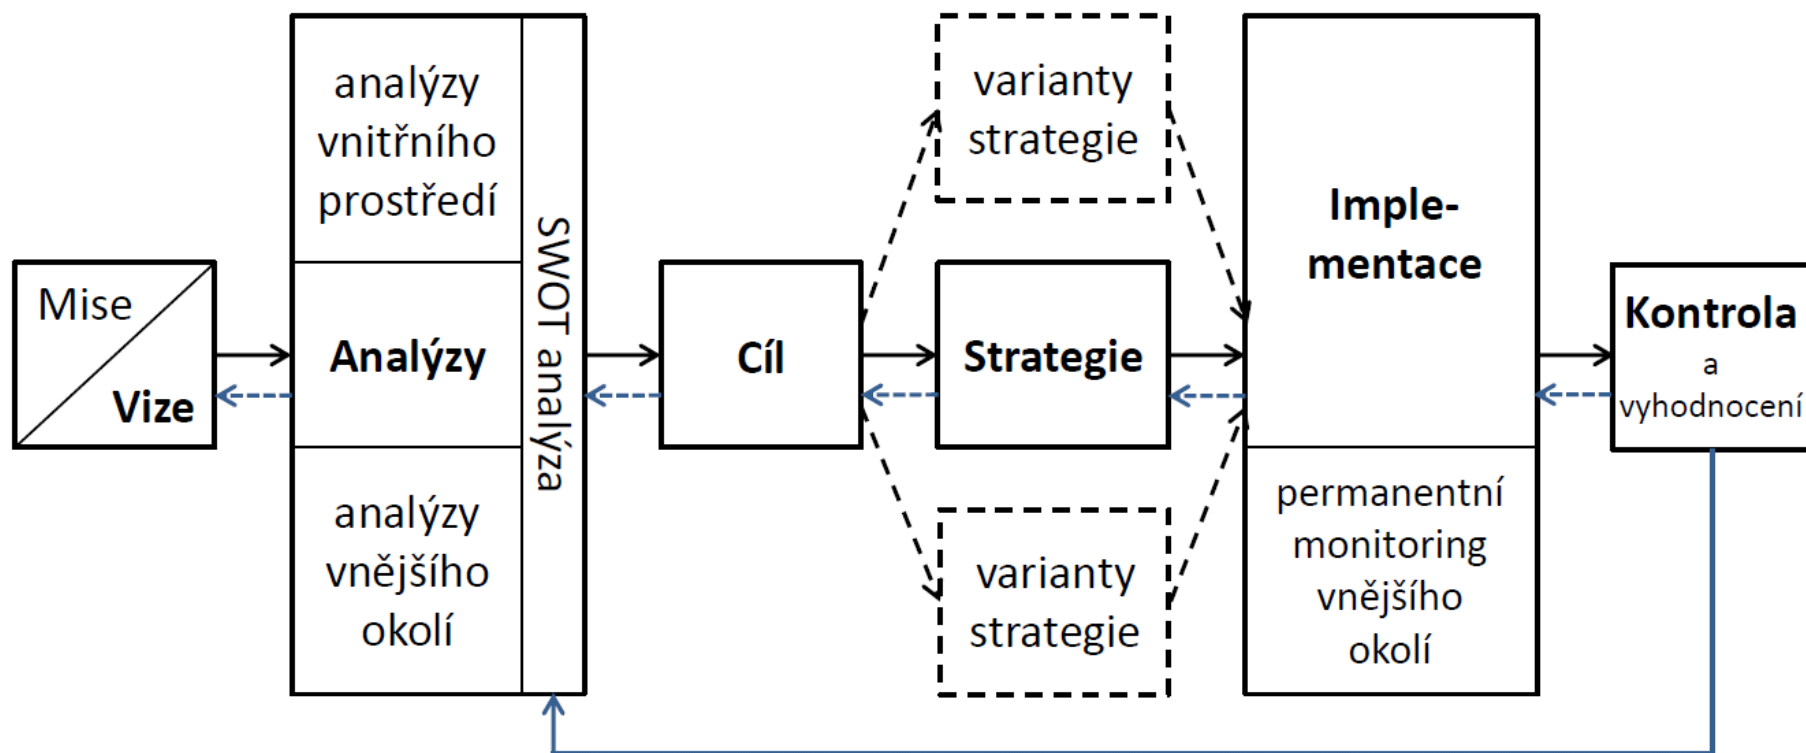 Mise
Vize
analýzy
vnitřního
prostředí
Analýzy
analýzy
vnějšího
okolí
SWOT analýza
Cíl
varianty
strategie
Strategie
varianty
strategie
Imple-
mentace
permanentní
monitoring
vnějšího
okolí
Kontrola
a
vyhodnocení